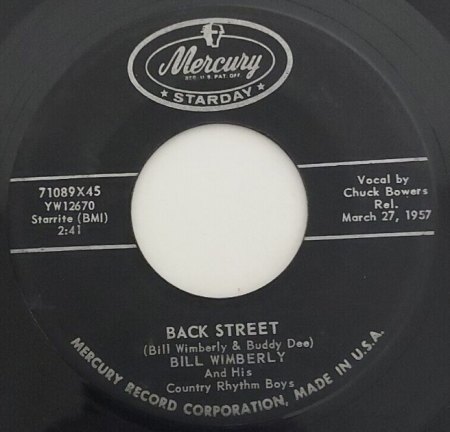 Mercury
REG. U.S. PAT. OFF.
★ STARDAY ★
71089X45
YW12670
Starrite (BMI)
2:41
Vocal by
Chuck Bowers
Rel.
March 27, 1957
BACK STREET
(Bill Wimberly & Buddy Dee)
BILL WIMBERLY
And His
Country Rhythm Boys
MERCURY RECORD CORPORATION, MADE IN U.S.A.